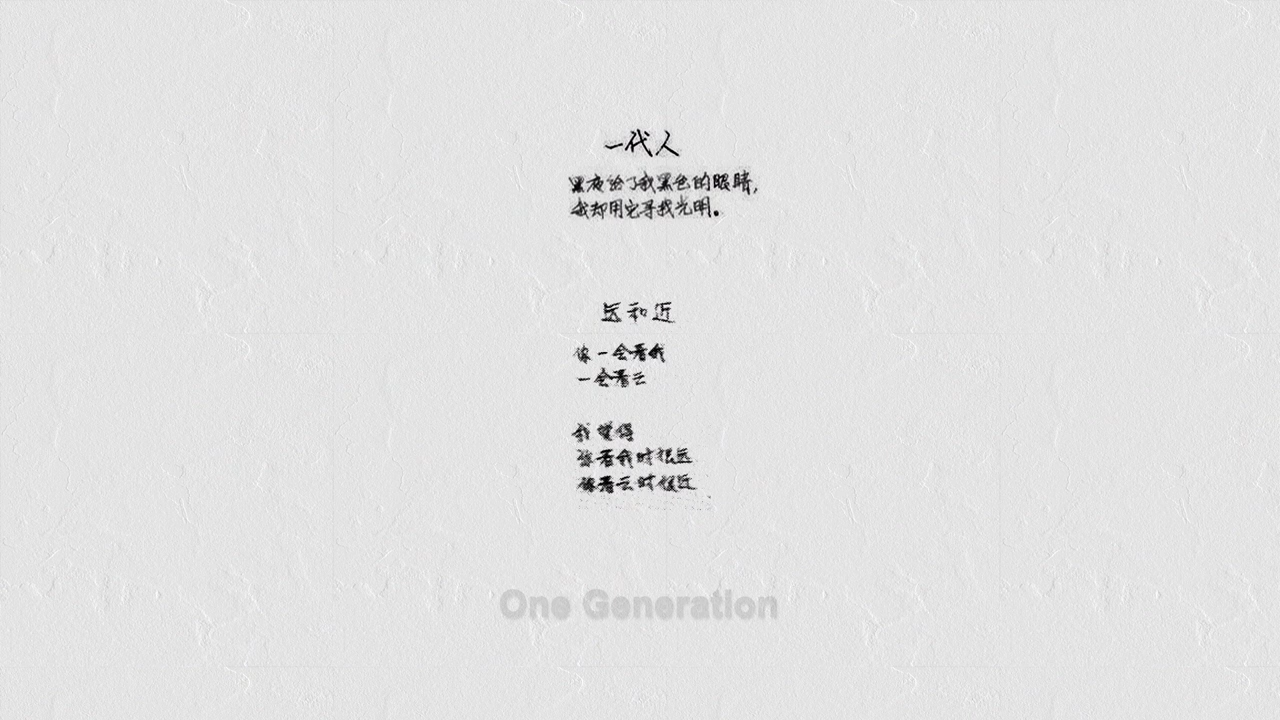 一代人
黑夜给了我黑色的眼睛,
我却用它寻找光明。
远和近
你一会看我
一会看云
我觉得
你看我时很远
你看云时很近
One Generation